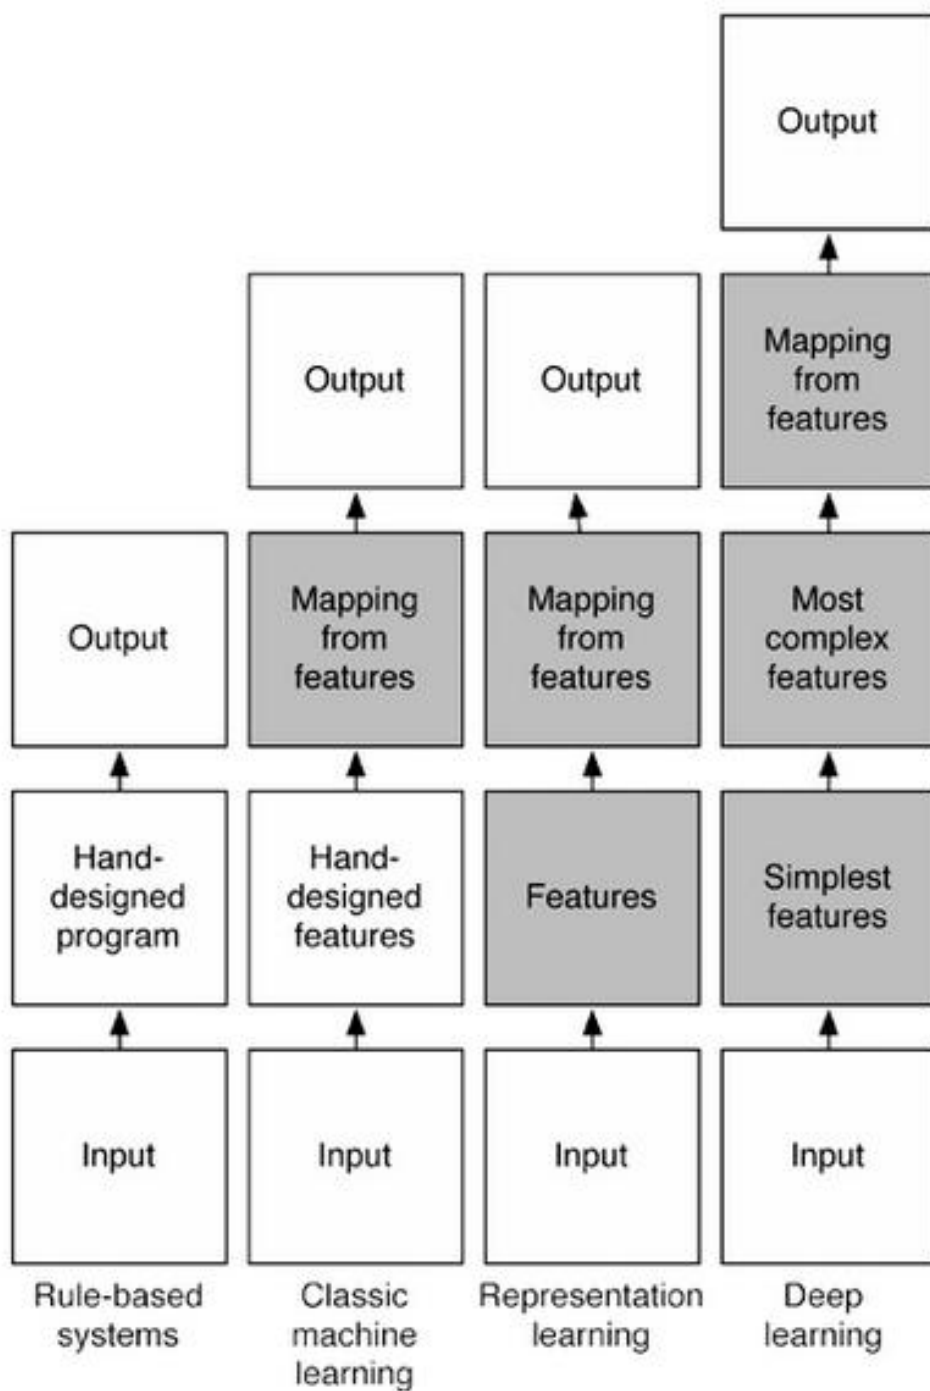 Output
Mapping
from
features
Output
Output
Mapping
from
features
Mapping
from
features
Most
complex
features
Output
Hand-
designed
program
Hand-
designed
features
Features
Simplest
features
Input
Input
Input
Input
Rule-based
systems
Classic
machine
learning
Representation
learning
Deep
learning